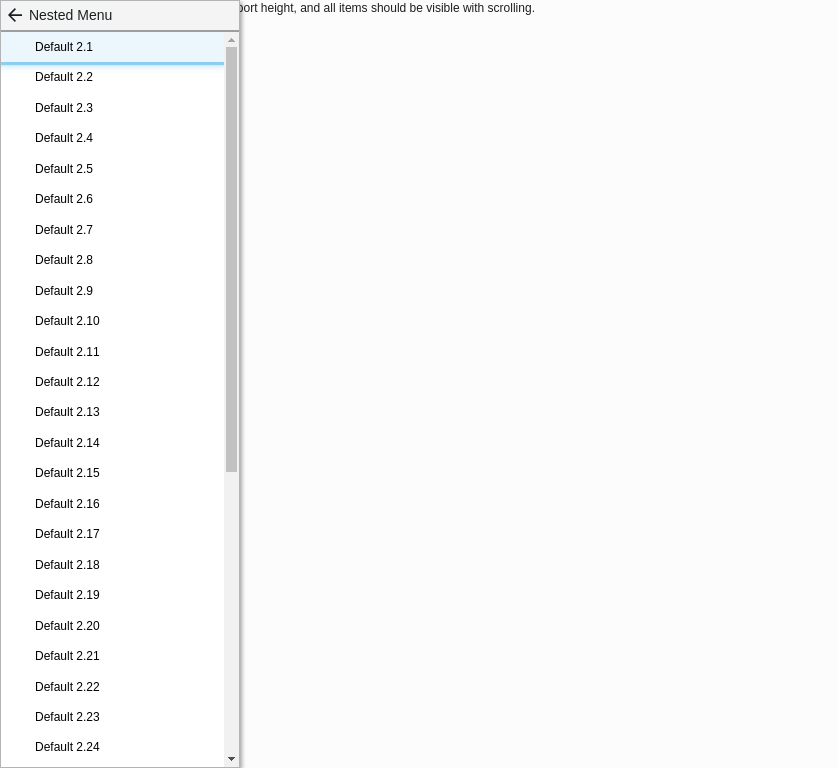 Nested Menu
port height, and all items should be visible with scrolling.
Default 2.1
Default 2.2
Default 2.3
Default 2.4
Default 2.5
Default 2.6
Default 2.7
Default 2.8
Default 2.9
Default 2.10
Default 2.11
Default 2.12
Default 2.13
Default 2.14
Default 2.15
Default 2.16
Default 2.17
Default 2.18
Default 2.19
Default 2.20
Default 2.21
Default 2.22
Default 2.23
Default 2.24